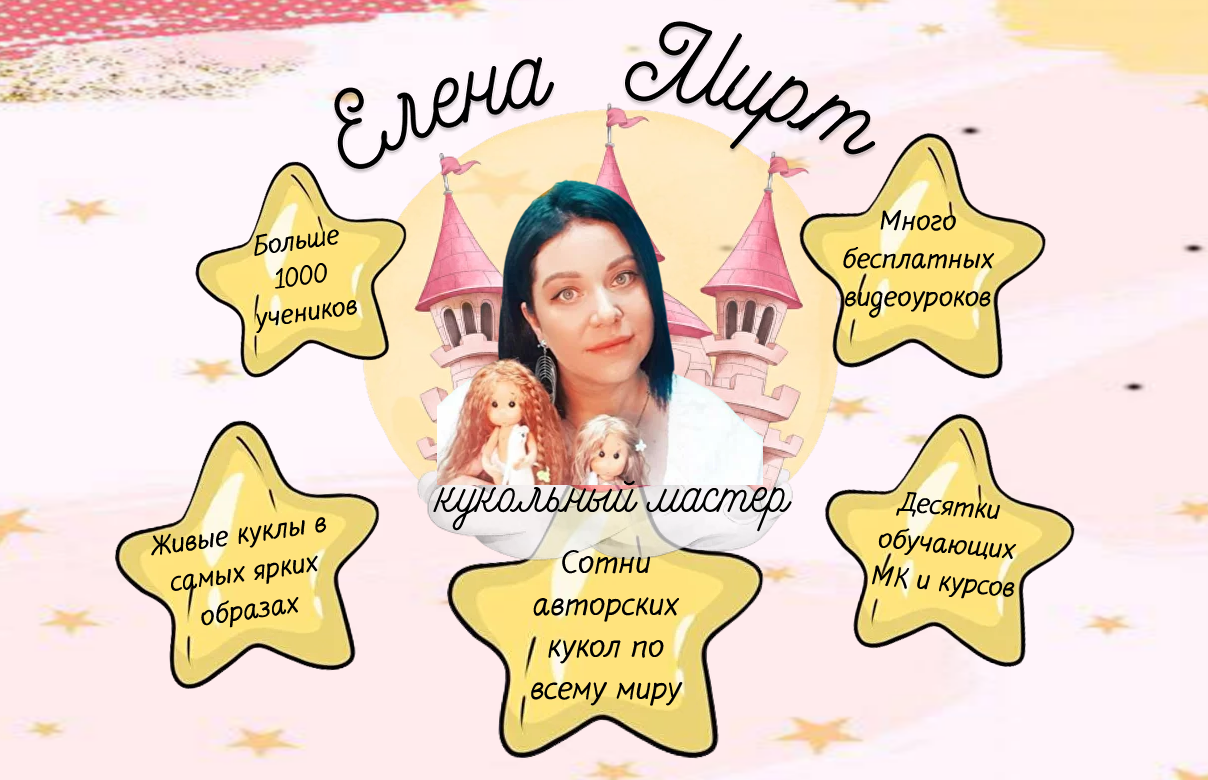 Елена Мирт
Больше
1000
учеников
Много
бесплатных
видеоуроков
кукольный мастер
Живые куклы в
самых ярких
образах
Сотни
авторских
кукол по
всему миру
Десятки
обучающих
МК и курсов